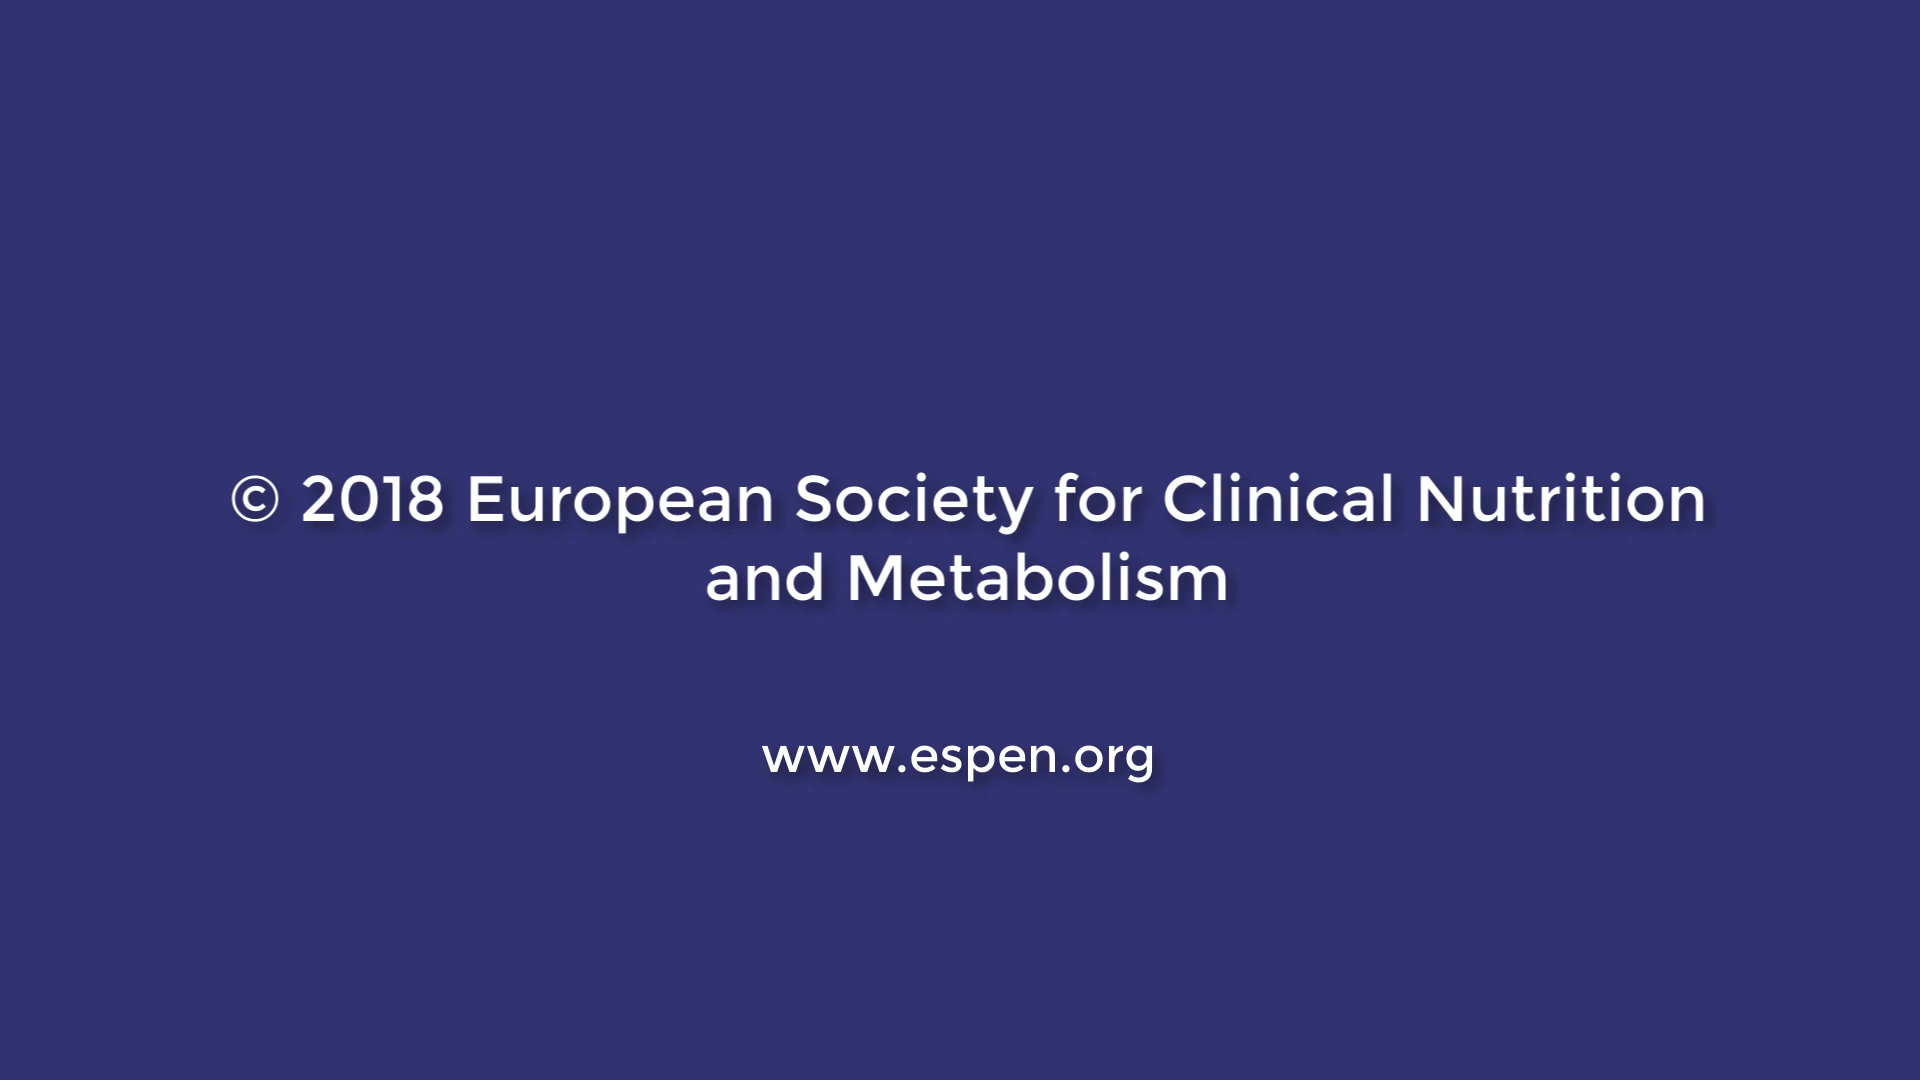 © 2018 European Society for Clinical Nutrition
and Metabolism
www.espen.org